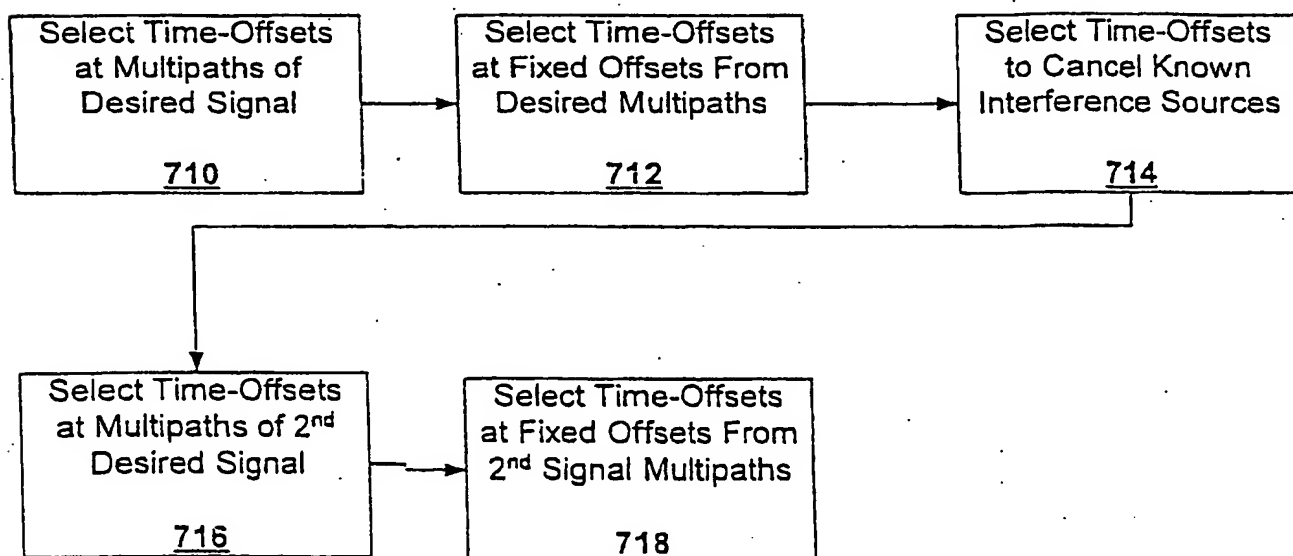 Select Time-Offsets
at Multipaths of
Desired Signal
710
Select Time-Offsets
at Fixed Offsets From
Desired Multipaths
712
Select Time-Offsets
to Cancel Known
Interference Sources
714
Select Time-Offsets
at Multipaths of 2nd
Desired Signal
716
Select Time-Offsets
at Fixed Offsets From
2nd Signal Multipaths
718